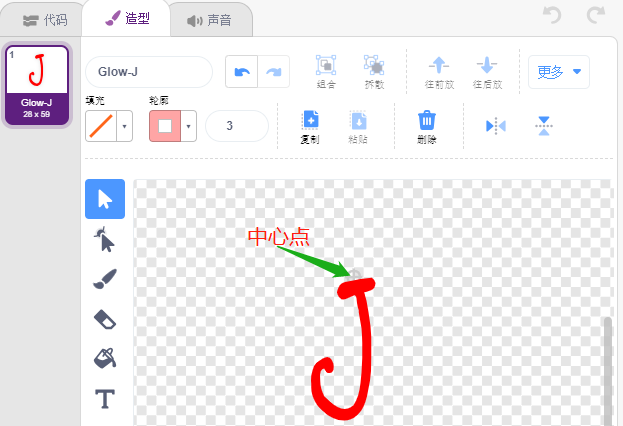 代码
造型
声音
1
J
Glow-J
28 x 59
Glow-J
组合
拆散
往前放
往后放
更多
填充
轮廓
3
复制
粘贴
删除
T
中心点
J